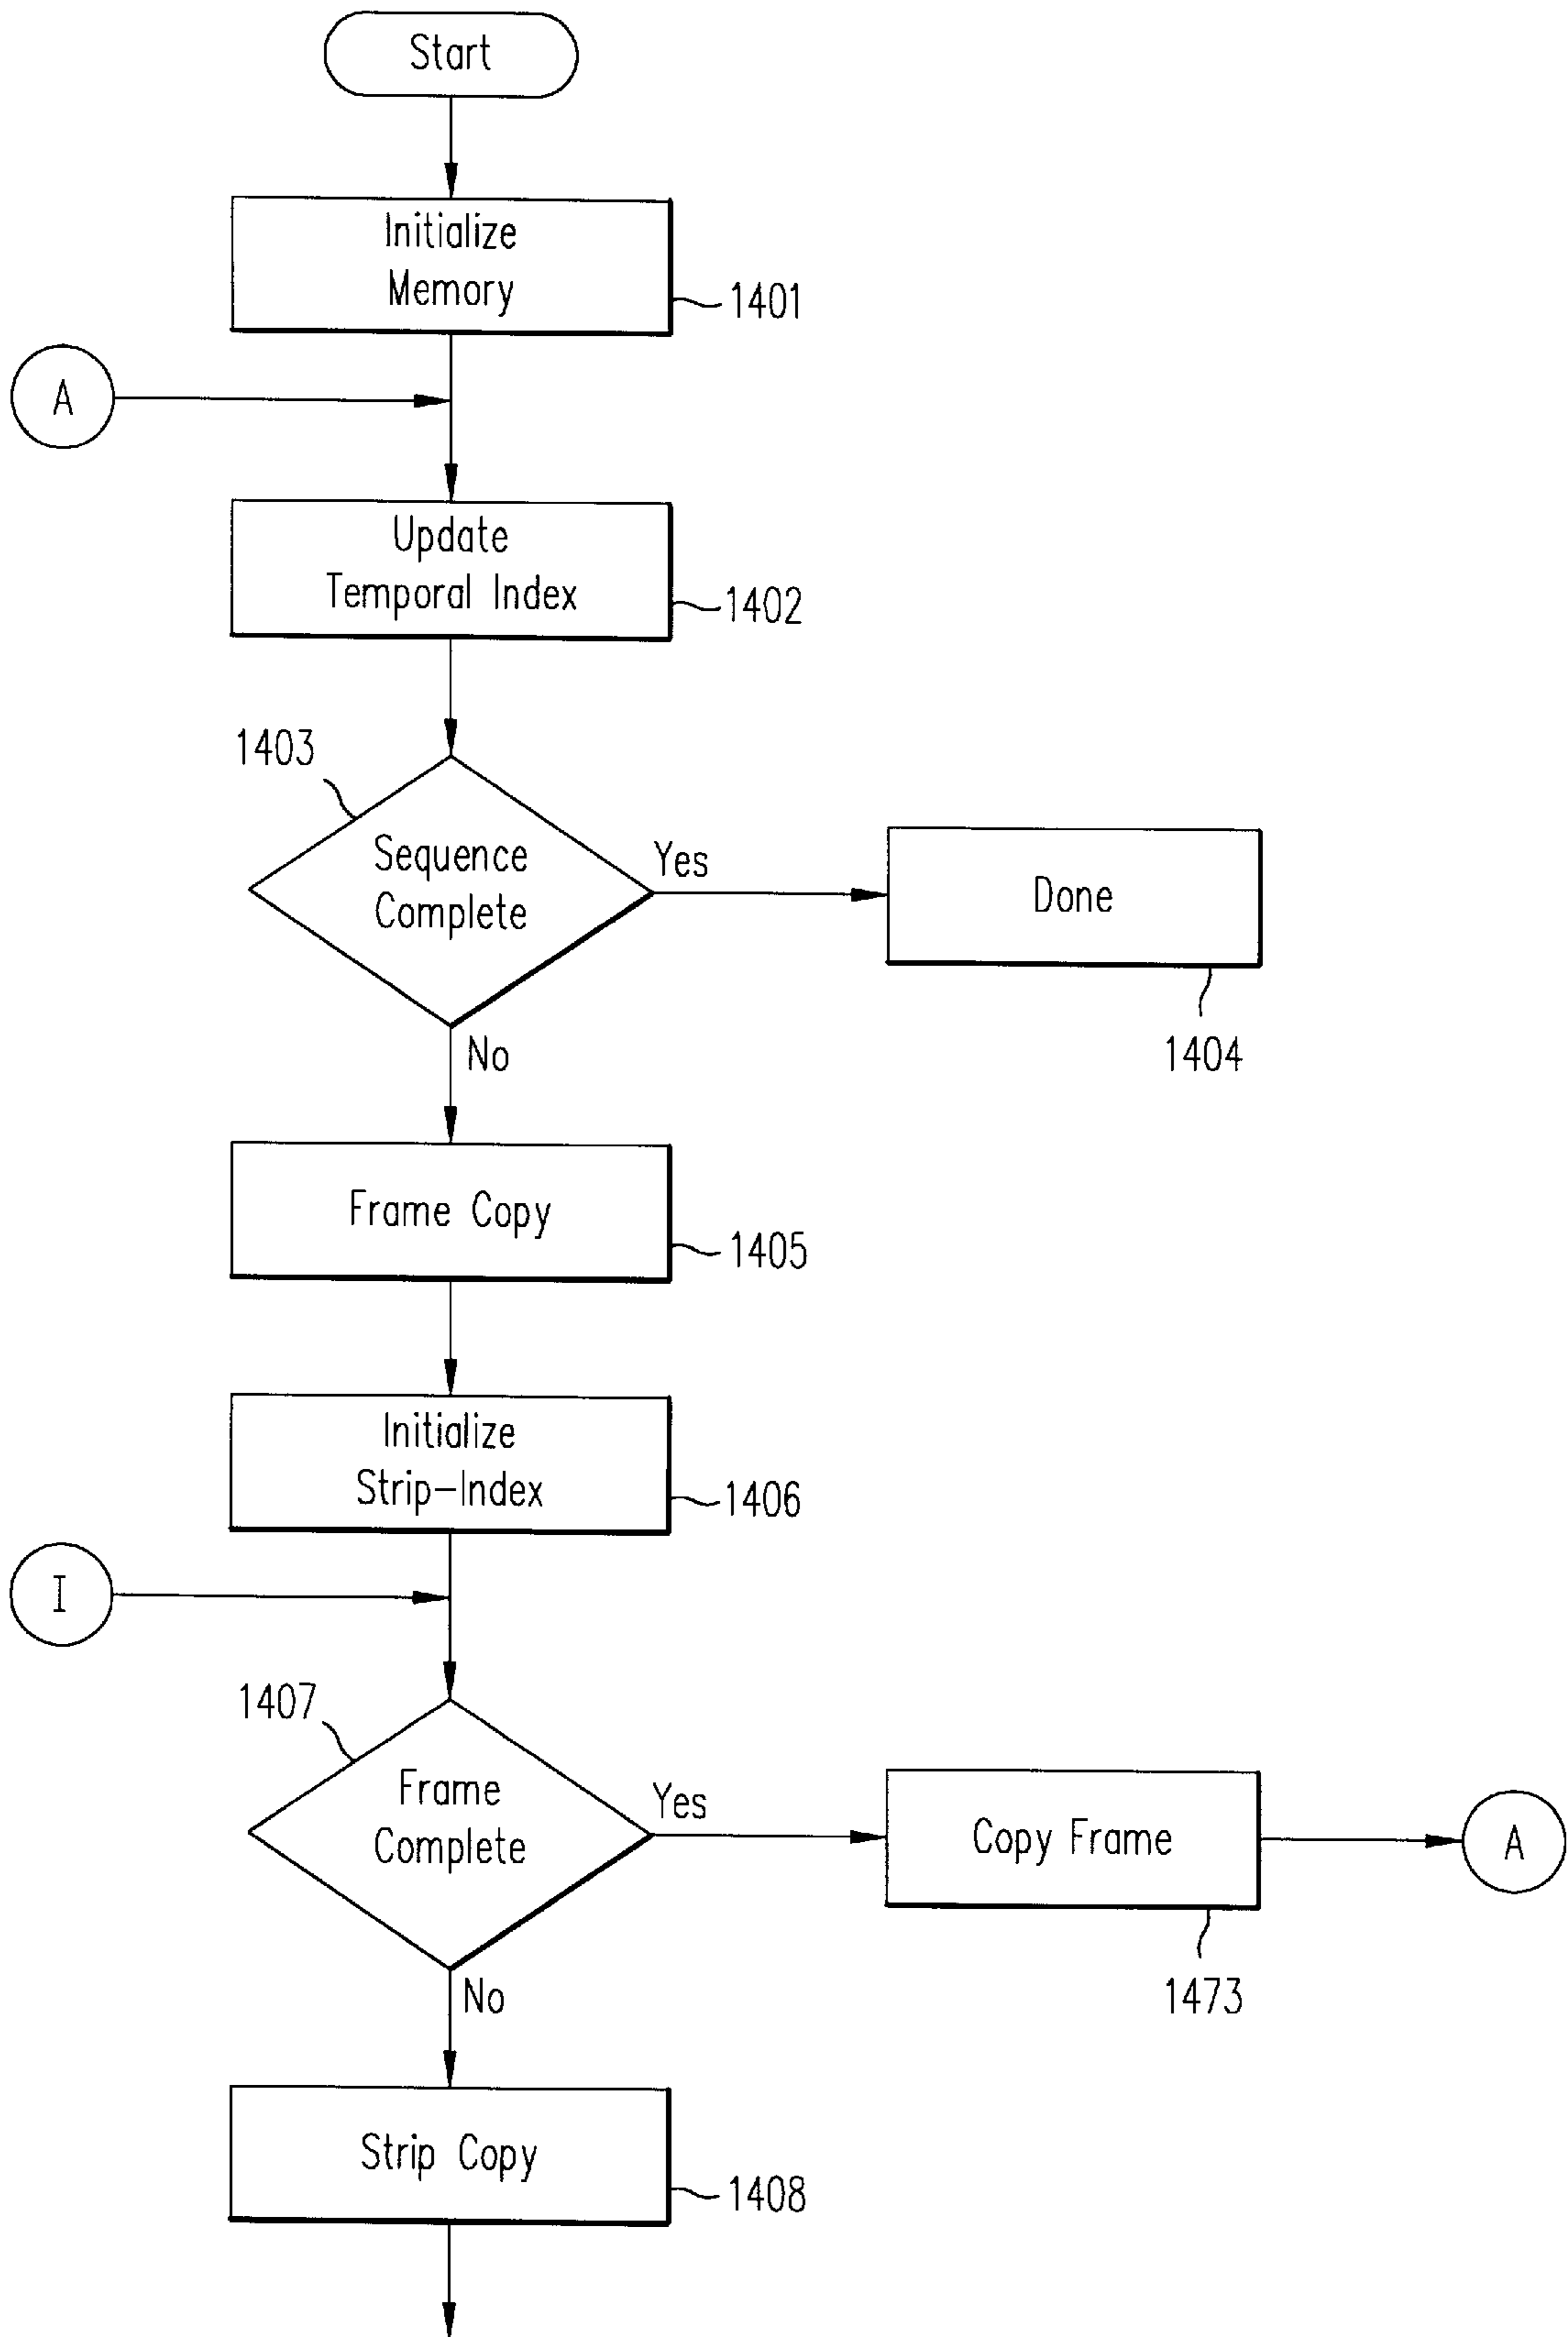 Start
Initialize
Memory
1401
A
Update
Temporal Index
1402
1403
Sequence
Complete
Yes
Done
1404
No
Frame Copy
1405
Initialize
Strip-Index
1406
I
1407
Frame
Complete
Yes
Copy Frame
A
1473
No
Strip Copy
1408